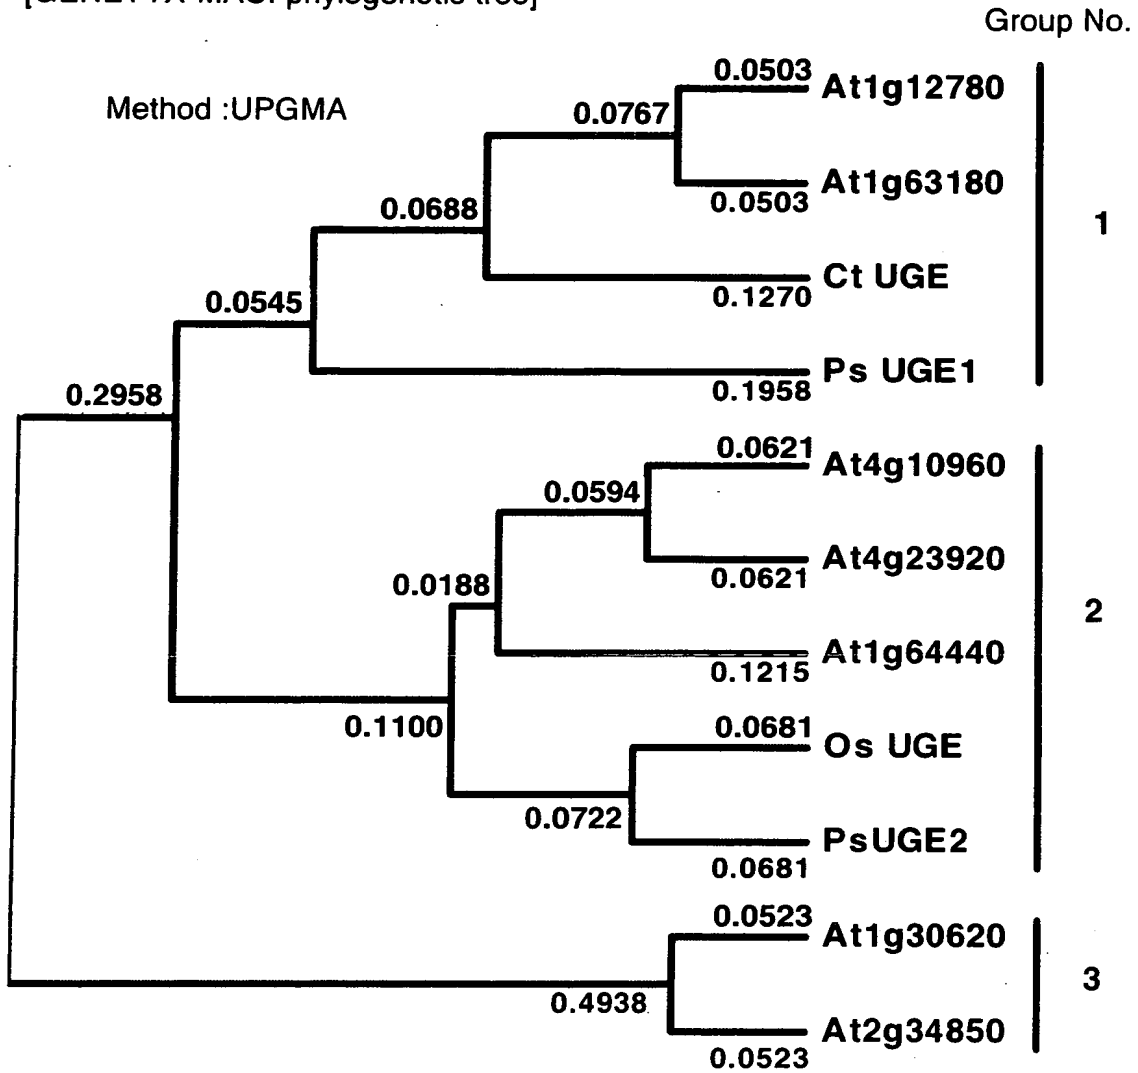 Group No.
Method :UPGMA
0.0503
At1g12780
0.0767
At1g63180
0.0503
0.0688
1
Ct UGE
0.1270
0.0545
Ps UGE1
0.1958
0.2958
0.0621
At4g10960
0.0594
At4g23920
0.0621
0.0188
2
At1g64440
0.1215
0.1100
0.0681
Os UGE
0.0722
PsUGE2
0.0681
0.0523
At1g30620
3
0.4938
At2g34850
0.0523